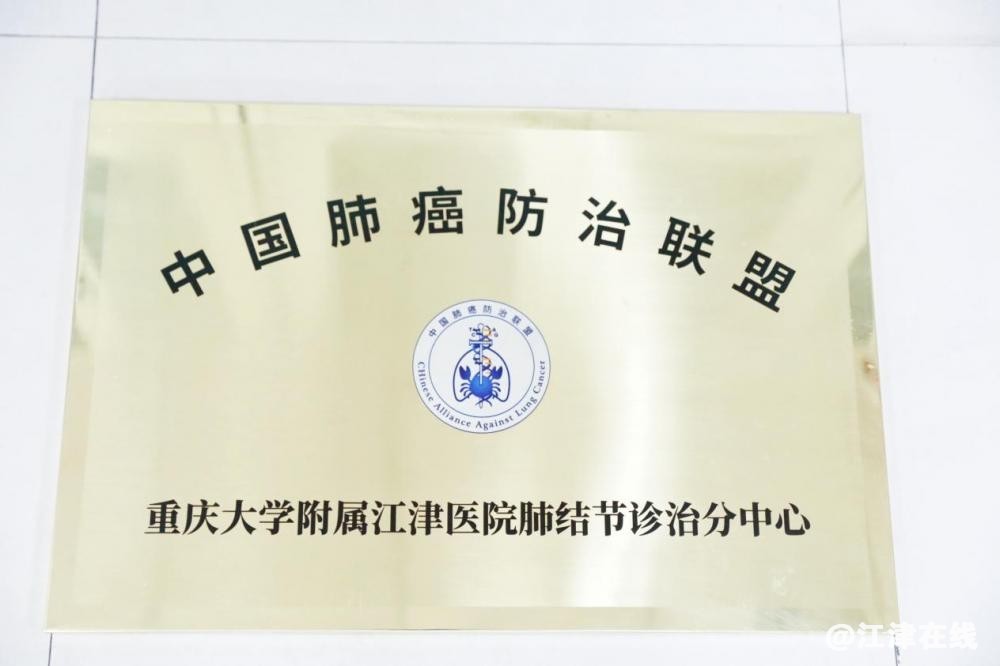 中国肺癌防治联盟
中国肺癌防治联盟
CHinese Alliance Against Lung Cancer
重庆大学附属江津医院肺结节诊治分中心
@江津在线